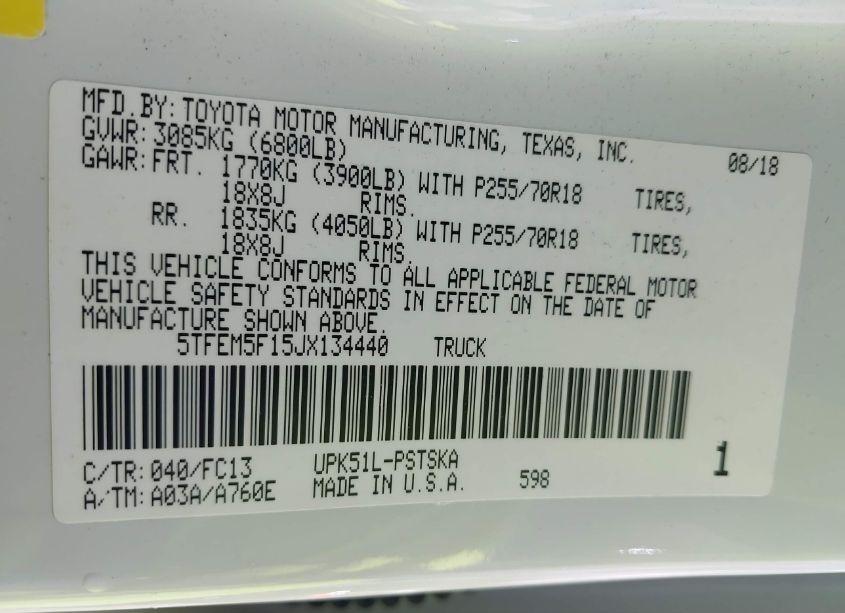 MFD. BY: TOYOTA MOTOR MANUFACTURING, TEXAS, INC. 08/18
GVWR: 3085KG (6800LB)
GAWR: FRT. 1770KG (3900LB) WITH P255/70R18 TIRES,
18X8J RIMS.
RR. 1835KG (4050LB) WITH P255/70R18 TIRES,
18X8J RIMS.
THIS VEHICLE CONFORMS TO ALL APPLICABLE FEDERAL MOTOR
VEHICLE SAFETY STANDARDS IN EFFECT ON THE DATE OF
MANUFACTURE SHOWN ABOVE.
5TFEM5F15JX134440 TRUCK
C/TR: 040/FC13 UPK51L-PSTSKA 1
A/TM: A03A/A760E MADE IN U.S.A. 598